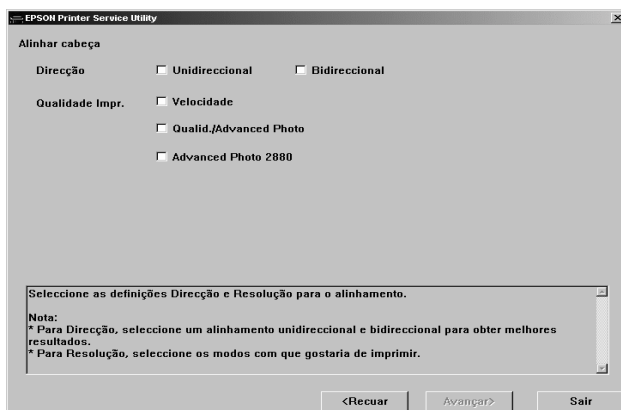 EPSON Printer Service Utility
Alinhar cabeça
Direcção Unidireccional Bidireccional
Qualidade Impr. Velocidade
Qualid./Advanced Photo
Advanced Photo 2880
Seleccione as definições Direcção e Resolução para o alinhamento.
Nota:
* Para Direcção, seleccione um alinhamento unidireccional e bidireccional para obter melhores
resultados.
* Para Resolução, seleccione os modos com que gostaria de imprimir.
<Recuar Avançar> Sair